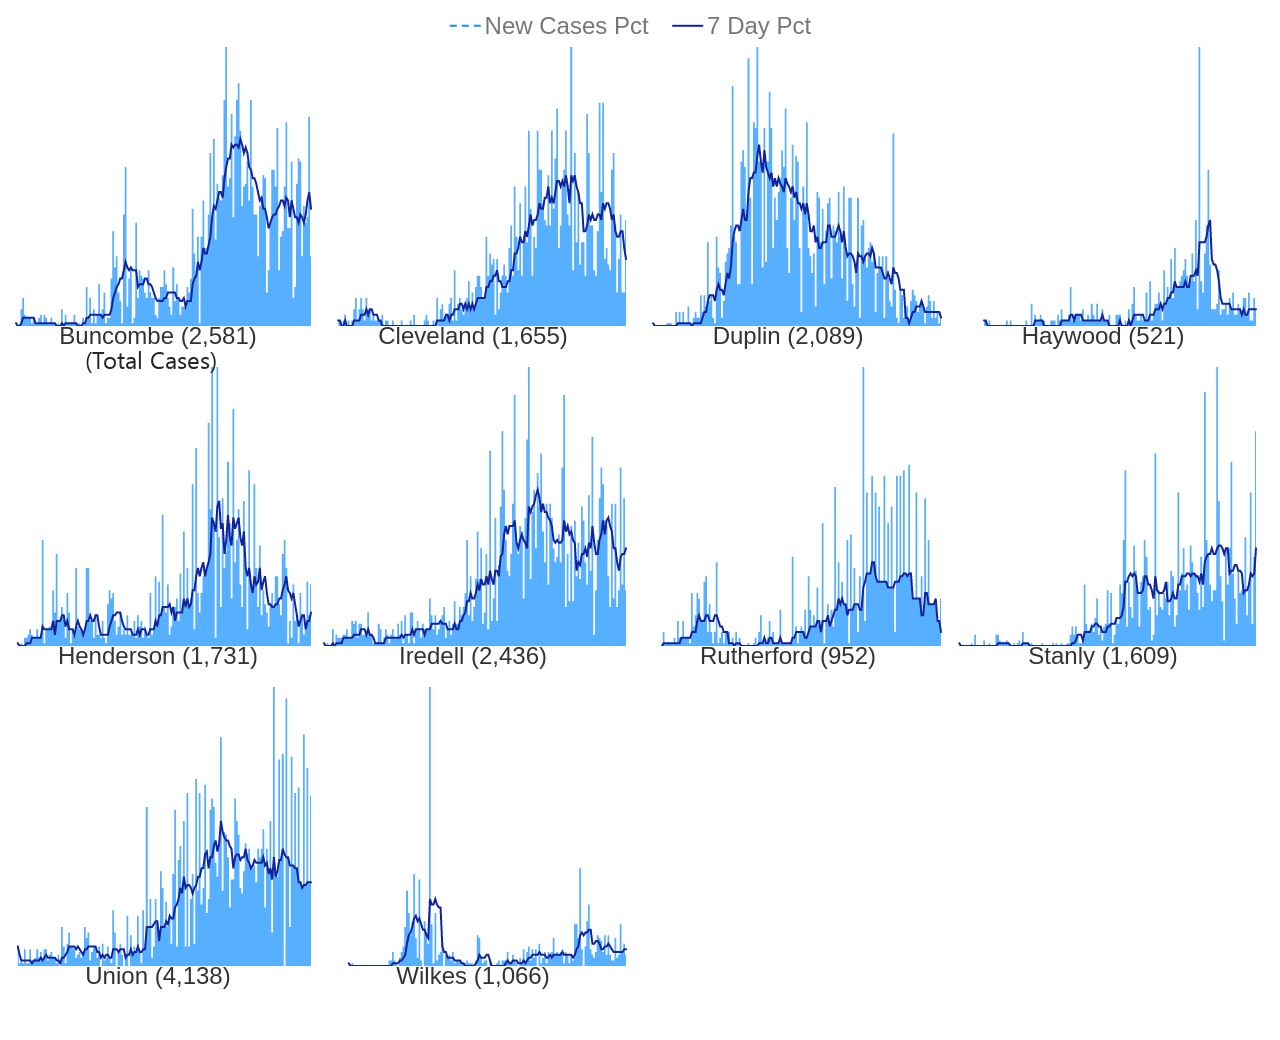 New Cases Pct 7 Day Pct
Buncombe (2,581) Cleveland (1,655) Duplin (2,089) Haywood (521)
(Total Cases)
Henderson (1,731) Iredell (2,436) Rutherford (952) Stanly (1,609)
Union (4,138) Wilkes (1,066)